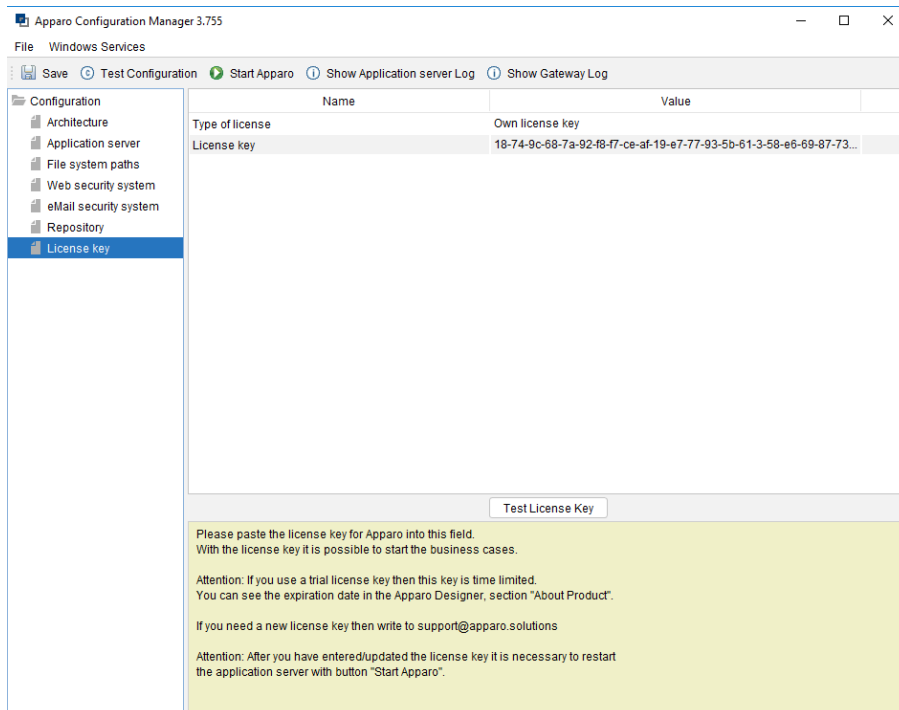 Apparo Configuration Manager 3.755
File Windows Services
Save Test Configuration Start Apparo Show Application server Log Show Gateway Log
Configuration
Architecture
Application server
File system paths
Web security system
eMail security system
Repository
License key
Name Value
Type of license Own license key
License key 18-74-9c-68-7a-92-f8-f7-ce-af-19-e7-77-93-5b-61-3-58-e6-69-87-73...
Test License Key
Please paste the license key for Apparo into this field.
With the license key it is possible to start the business cases.
Attention: If you use a trial license key then this key is time limited.
You can see the expiration date in the Apparo Designer, section "About Product".
If you need a new license key then write to support@apparo.solutions
Attention: After you have entered/updated the license key it is necessary to restart
the application server with button "Start Apparo".